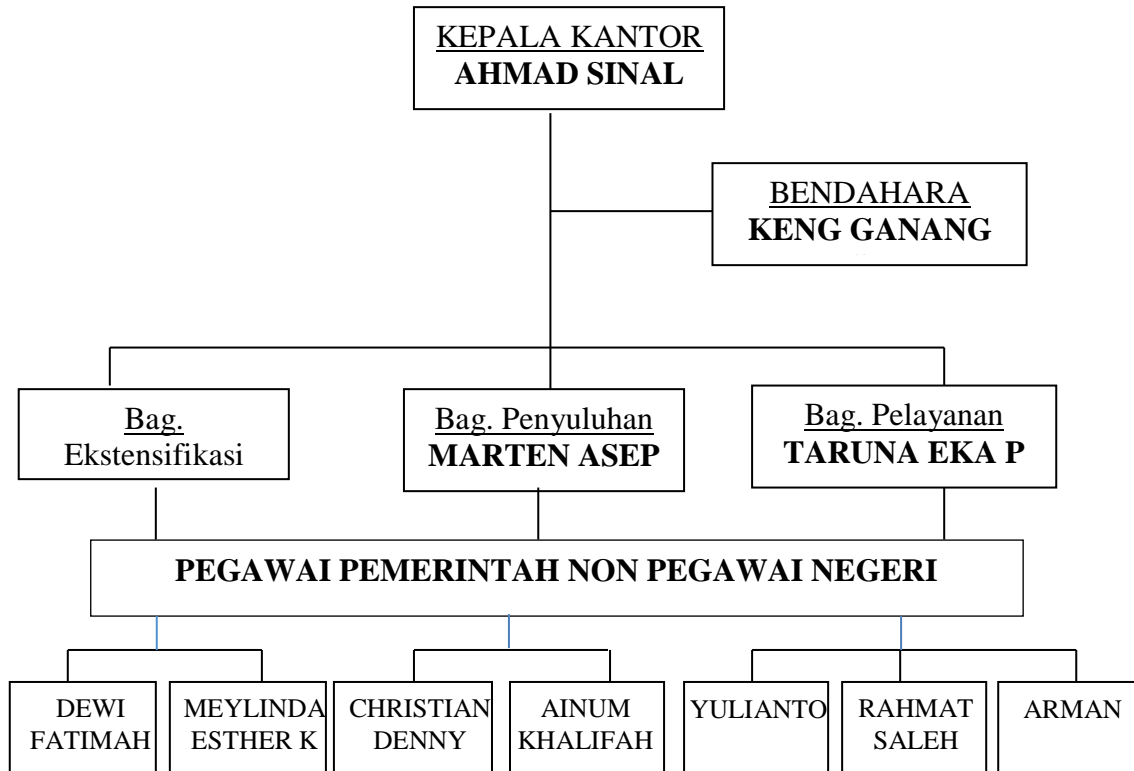 KEPALA KANTOR
AHMAD SINAL
BENDAHARA
KENG GANANG
Bag.
Ekstensifikasi
Bag. Penyuluhan
MARTEN ASEP
Bag. Pelayanan
TARUNA EKA P
PEGAWAI PEMERINTAH NON PEGAWAI NEGERI
DEWI
FATIMAH
MEYLINDA
ESTHER K
CHRISTIAN
DENNY
AINUM
KHALIFAH
YULIANTO
RAHMAT
SALEH
ARMAN